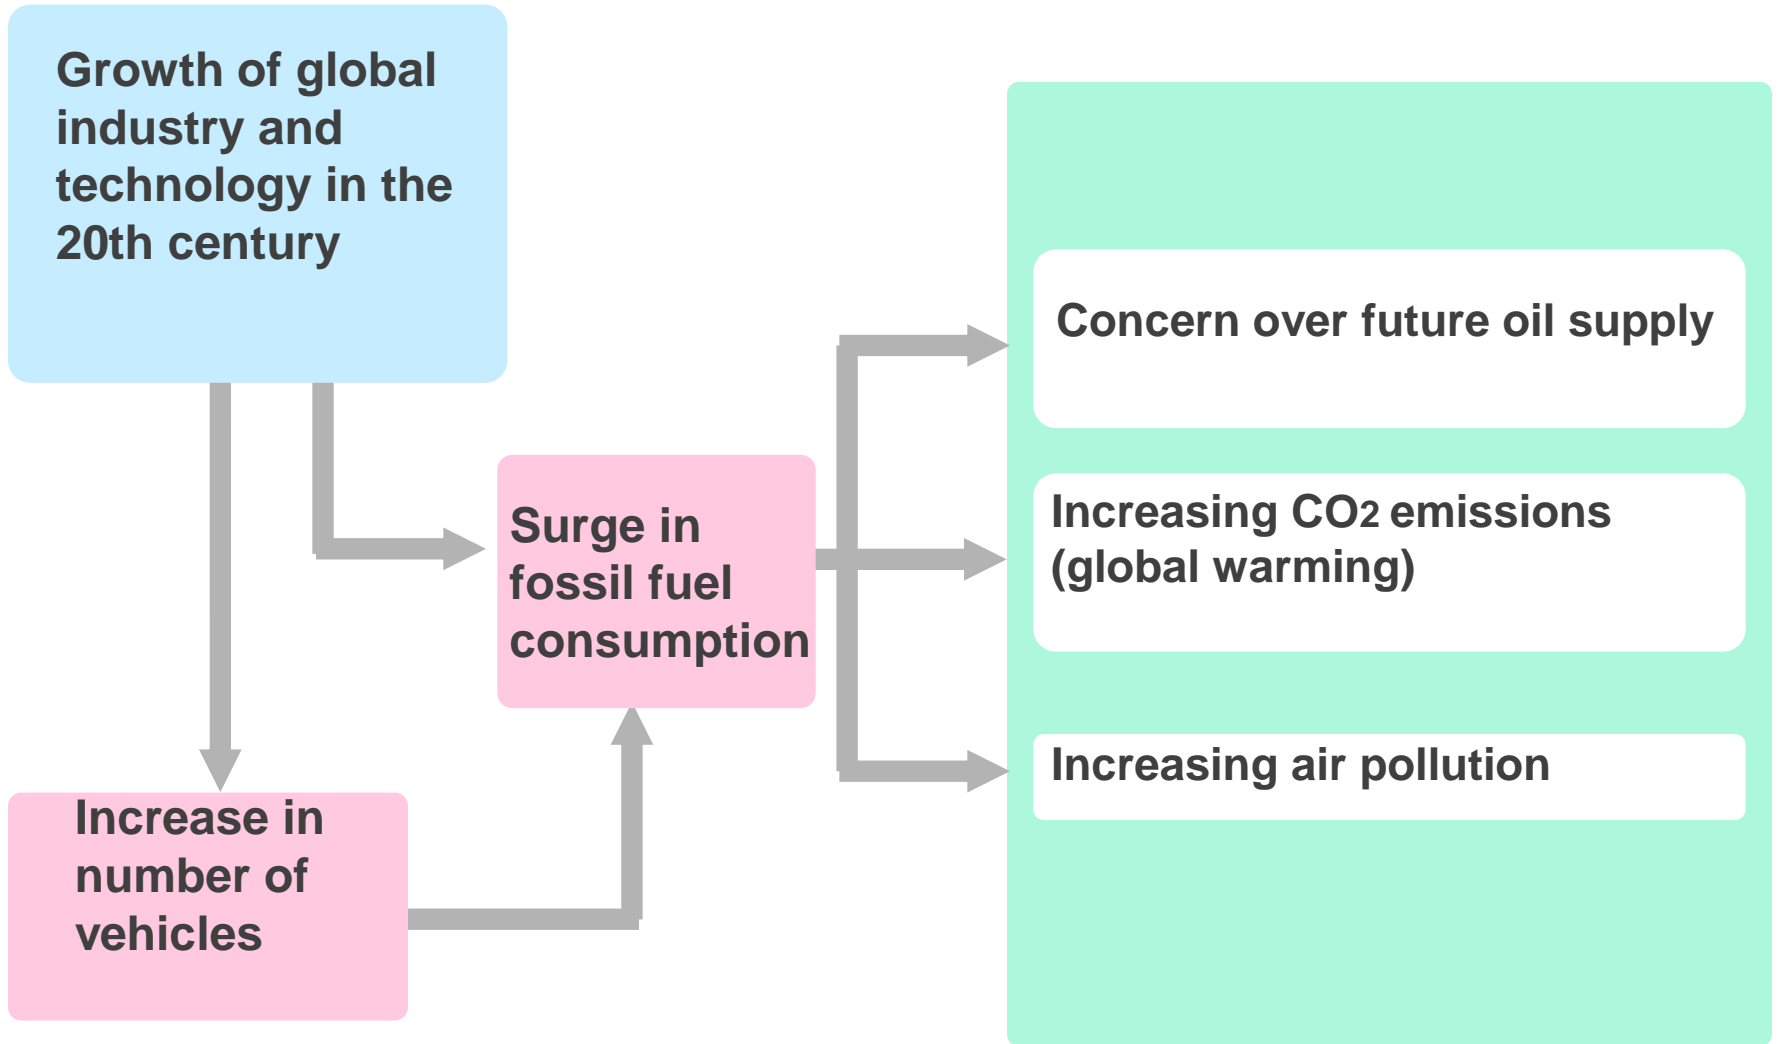 Growth of global
industry and
technology in the
20th century
Surge in
fossil fuel
consumption
Increase in
number of
vehicles
Concern over future oil supply
Increasing CO2 emissions
(global warming)
Increasing air pollution